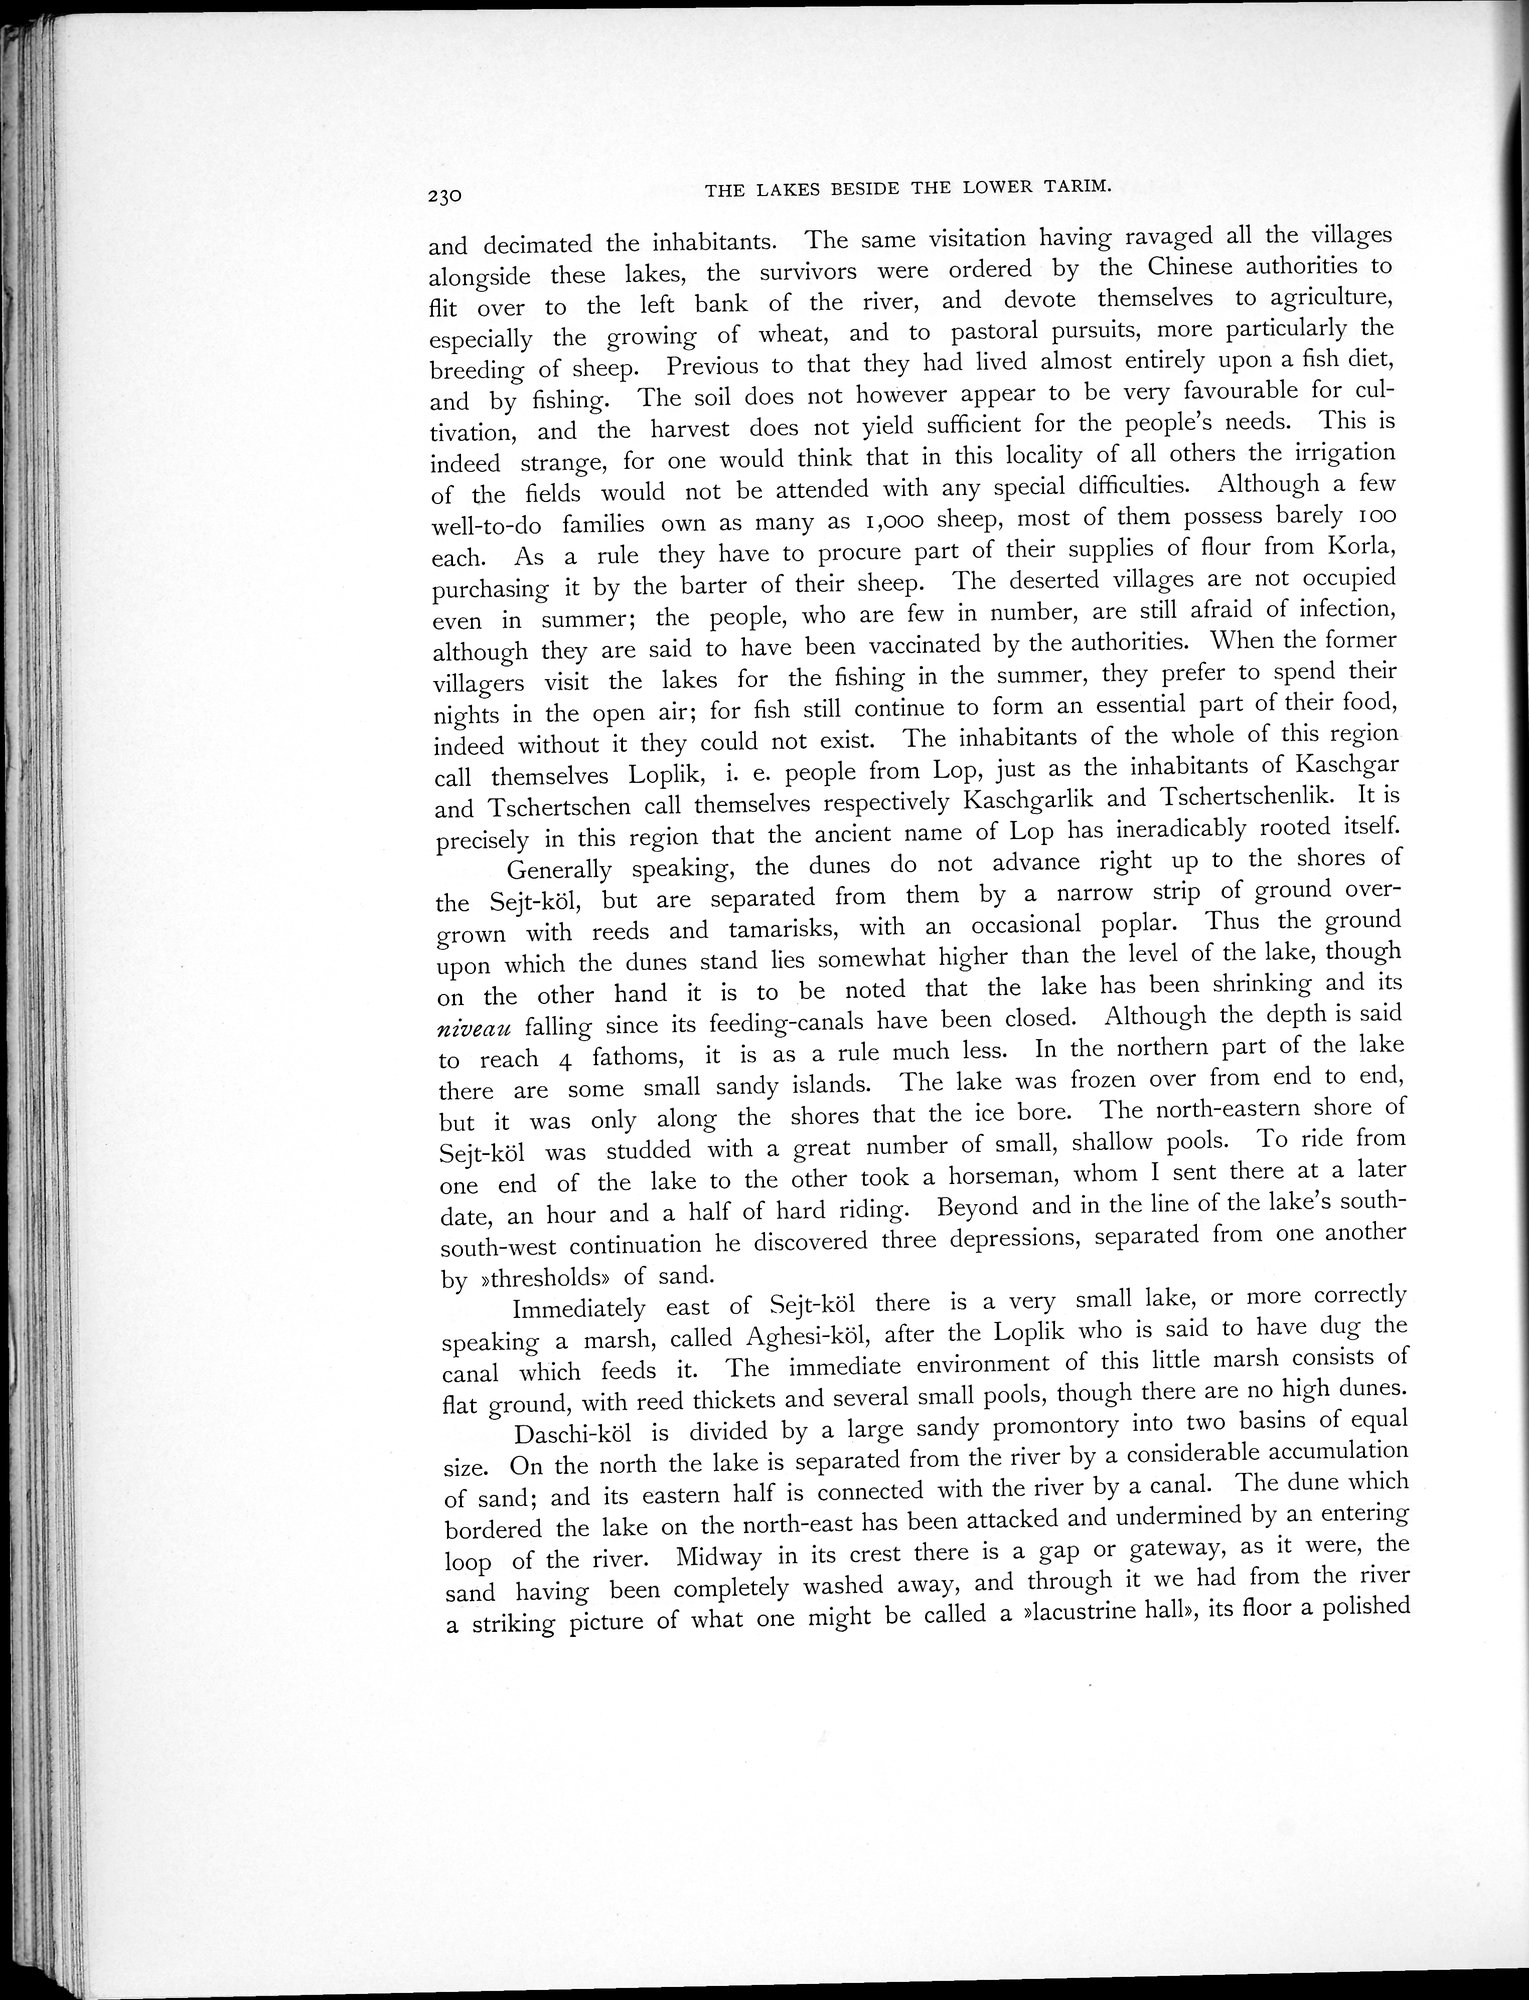 230
THE LAKES BESIDE THE LOWER TARIM.
and decimated the inhabitants. The same visitation having ravaged all the villages
alongside these lakes, the survivors were ordered by the Chinese authorities to
flit over to the left bank of the river, and devote themselves to agriculture,
especially the growing of wheat, and to pastoral pursuits, more particularly the
breeding of sheep. Previous to that they had lived almost entirely upon a fish diet,
and by fishing. The soil does not however appear to be very favourable for cul-
tivation, and the harvest does not yield sufficient for the people's needs. This is
indeed strange, for one would think that in this locality of all others the irrigation
of the fields would not be attended with any special difficulties. Although a few
well-to-do families own as many as 1,000 sheep, most of them possess barely 100
each. As a rule they have to procure part of their supplies of flour from Korla,
purchasing it by the barter of their sheep. The deserted villages are not occupied
even in summer; the people, who are few in number, are still afraid of infection,
although they are said to have been vaccinated by the authorities. When the former
villagers visit the lakes for the fishing in the summer, they prefer to spend their
nights in the open air; for fish still continue to form an essential part of their food,
indeed without it they could not exist. The inhabitants of the whole of this region
call themselves Loplik, i. e. people from Lop, just as the inhabitants of Kaschgar
and Tschertschen call themselves respectively Kaschgarlik and Tschertschenlik. It is
precisely in this region that the ancient name of Lop has ineradicably rooted itself.
Generally speaking, the dunes do not advance right up to the shores of
the Sejt-köl, but are separated from them by a narrow strip of ground over-
grown with reeds and tamarisks, with an occasional poplar. Thus the ground
upon which the dunes stand lies somewhat higher than the level of the lake, though
on the other hand it is to be noted that the lake has been shrinking and its
niveau falling since its feeding-canals have been closed. Although the depth is said
to reach 4 fathoms, it is as a rule much less. In the northern part of the lake
there are some small sandy islands. The lake was frozen over from end to end,
but it was only along the shores that the ice bore. The north-eastern shore of
Sejt-köl was studded with a great number of small, shallow pools. To ride from
one end of the lake to the other took a horseman, whom I sent there at a later
date, an hour and a half of hard riding. Beyond and in the line of the lake's south-
south-west continuation he discovered three depressions, separated from one another
by »thresholds» of sand.
Immediately east of Sejt-köl there is a very small lake, or more correctly
speaking a marsh, called Aghesi-köl, after the Loplik who is said to have dug the
canal which feeds it. The immediate environment of this little marsh consists of
flat ground, with reed thickets and several small pools, though there are no high dunes.
Daschi-köl is divided by a large sandy promontory into two basins of equal
size. On the north the lake is separated from the river by a considerable accumulation
of sand; and its eastern half is connected with the river by a canal. The dune which
bordered the lake on the north-east has been attacked and undermined by an entering
loop of the river. Midway in its crest there is a gap or gateway, as it were, the
sand having been completely washed away, and through it we had from the river
a striking picture of what one might be called a »lacustrine hall», its floor a polished